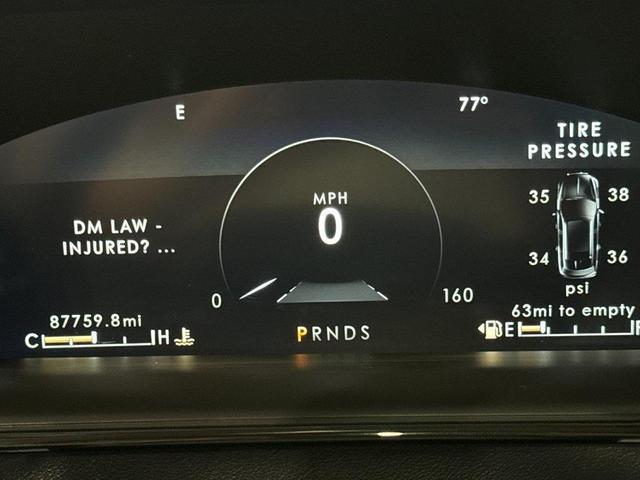 E
77°
TIRE
PRESSURE
35
38
MPH
0
DM LAW -
INJURED? ...
34
36
psi
0
160
87759.8mi
63mi to empty
C
H
PRNDS
E
F